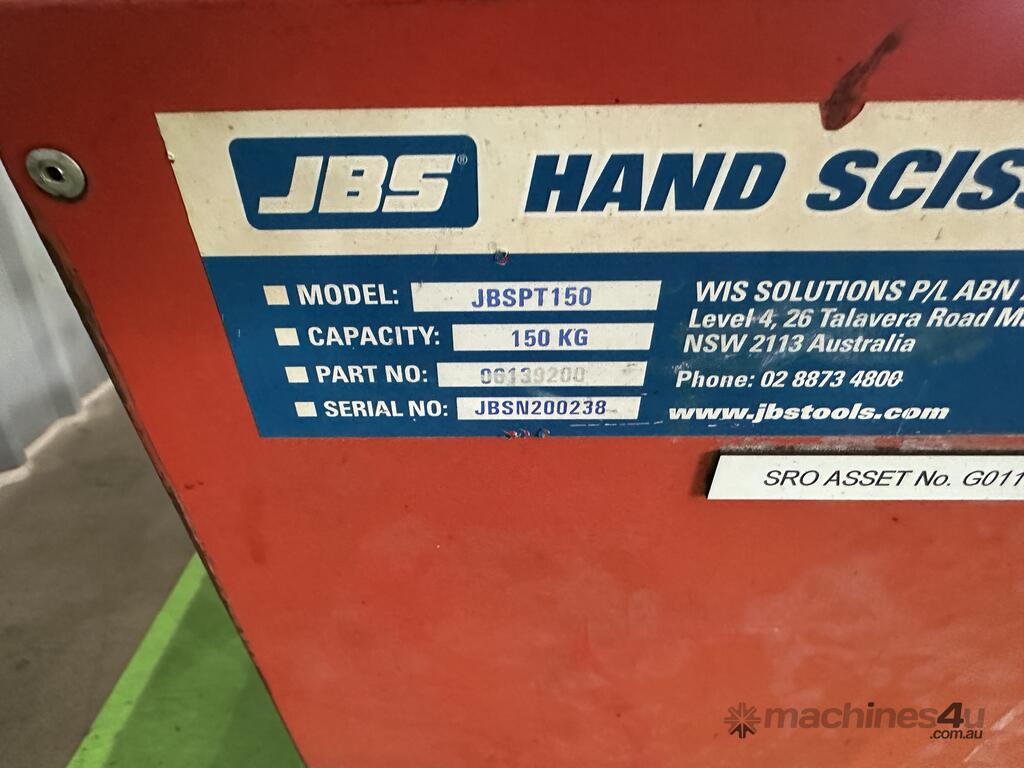 JBS® HAND SCISS
MODEL: JBSPT150
CAPACITY: 150 KG
PART NO: 06139200
SERIAL NO: JBSN200238
WIS SOLUTIONS P/L ABN
Level 4, 26 Talavera Road M
NSW 2113 Australia
Phone: 02 8873 4800
www.jbstools.com
SRO ASSET No. G011
machines4u
.com.au